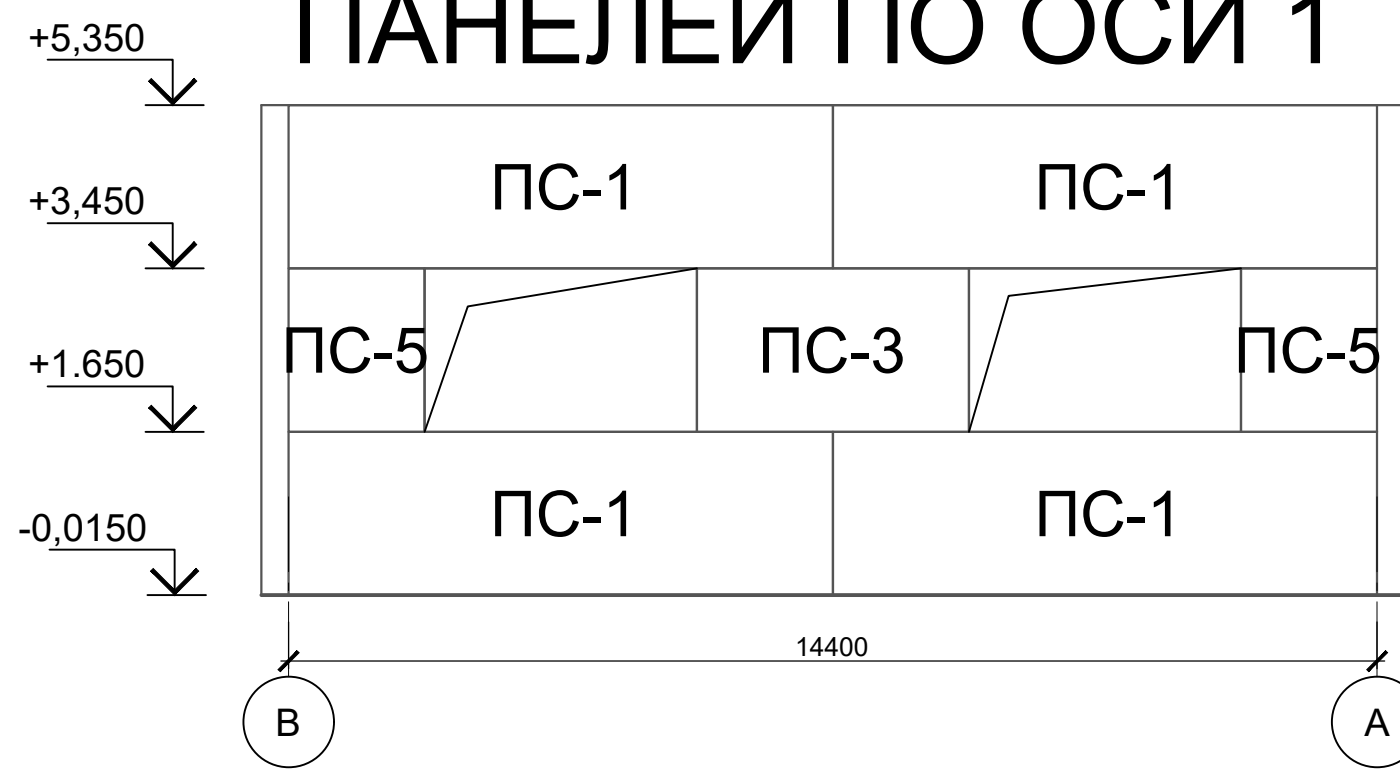 ПАНЕЛЕЙ ПО ОСИ 1
+5,350
ПС-1 ПС-1
+3,450
ПС-5 ПС-3 ПС-5
+1.650
ПС-1 ПС-1
-0,0150
14400
В А